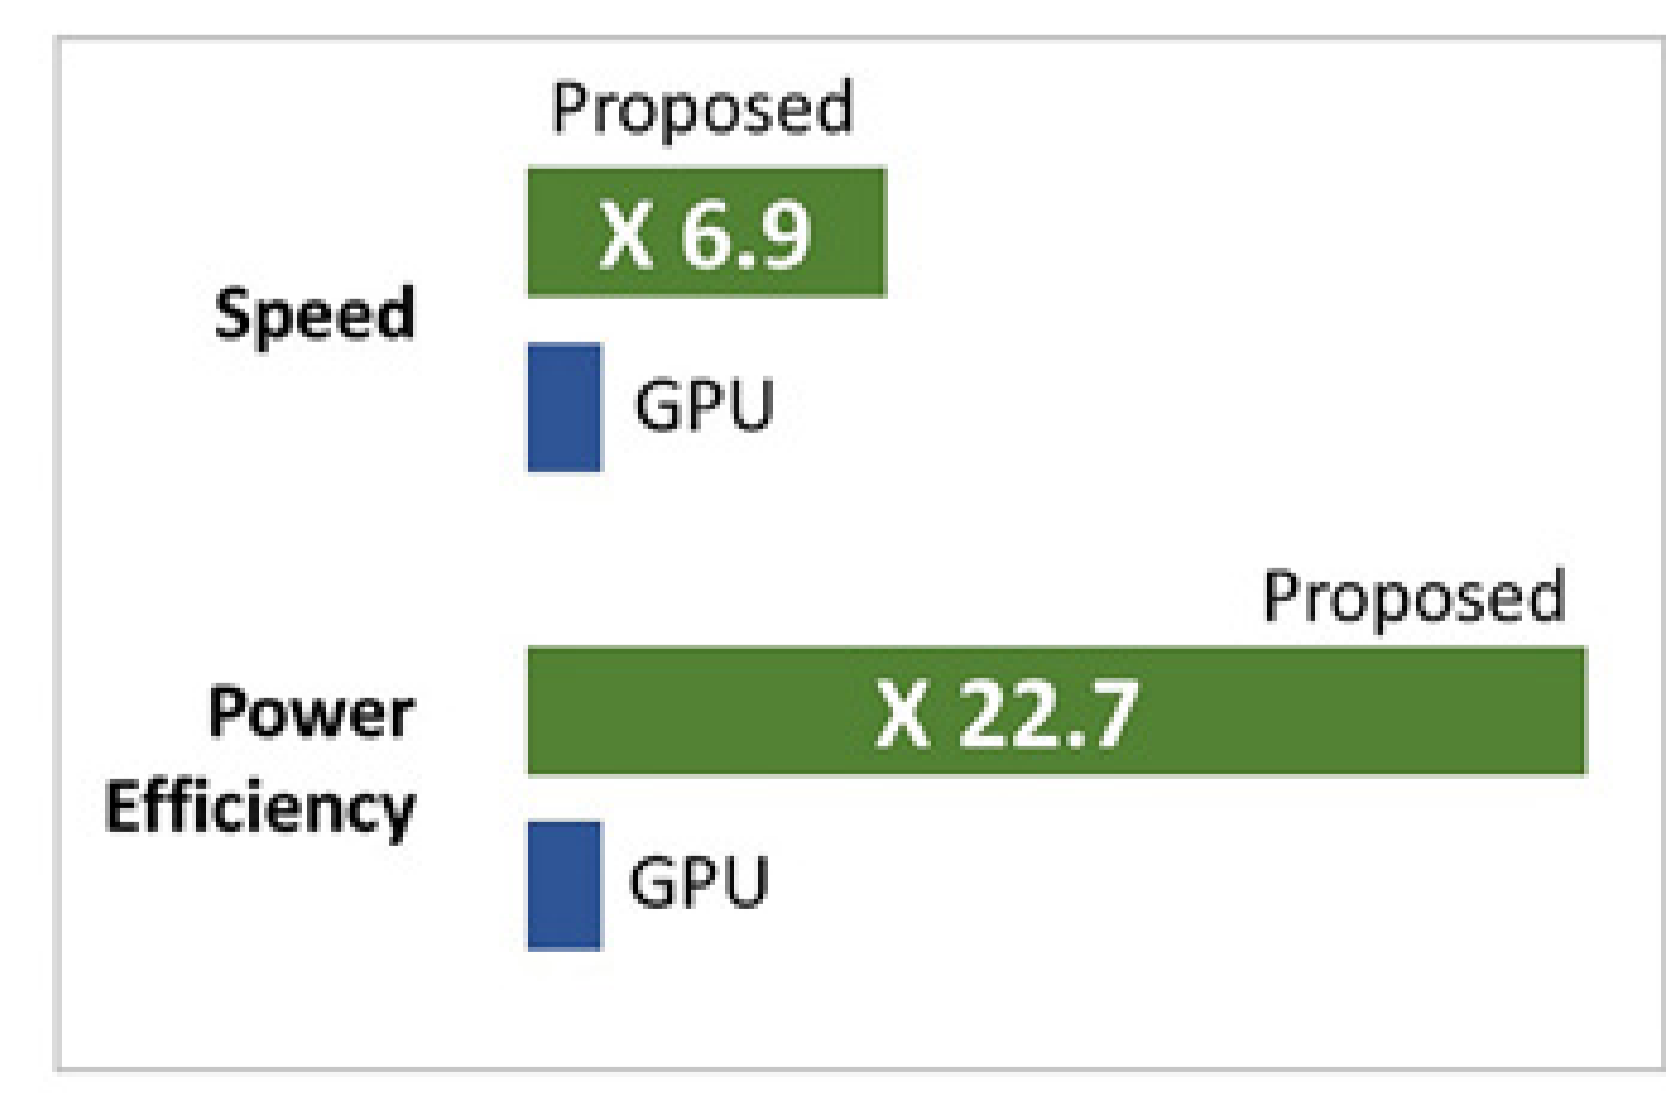 Proposed
X 6.9
Speed
GPU
Proposed
X 22.7
Power
Efficiency
GPU